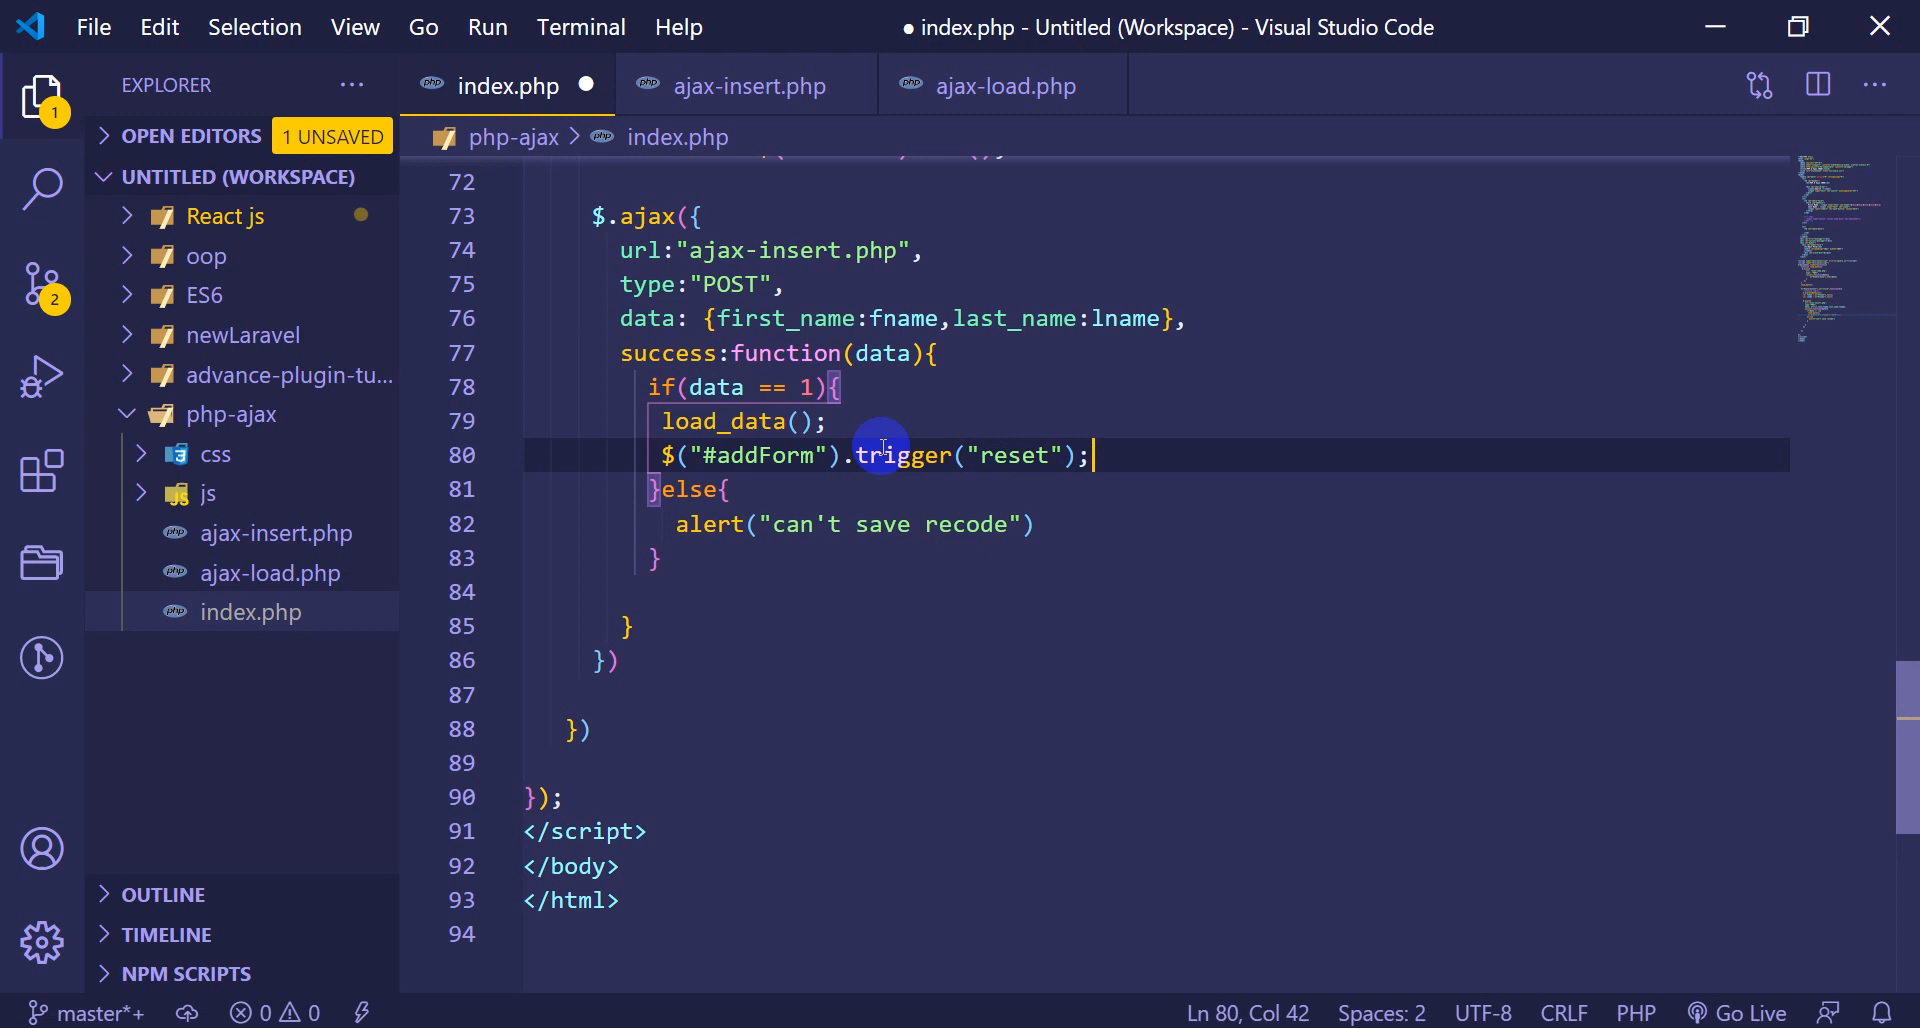 File Edit Selection View Go Run Terminal Help ● index.php - Untitled (Workspace) - Visual Studio Code
EXPLORER ···
index.php ●
ajax-insert.php
ajax-load.php
1
OPEN EDITORS 1 UNSAVED
php-ajax > index.php
UNTITLED (WORKSPACE)
React js
oop
ES6
newLaravel
advance-plugin-tu...
php-ajax
css
js
ajax-insert.php
ajax-load.php
index.php
2
OUTLINE
TIMELINE
NPM SCRIPTS
72
73 $.ajax({
74 url:"ajax-insert.php",
75 type:"POST",
76 data: {first_name:fname,last_name:lname},
77 success:function(data){
78 if(data == 1){
79 load_data();
80 $("#addForm").trigger("reset");
81 }else{
82 alert("can't save recode")
83 }
84
85 }
86 })
87
88 })
89
90 });
91 </script>
92 </body>
93 </html>
94
master*+ 0 0 Ln 80, Col 42 Spaces: 2 UTF-8 CRLF PHP Go Live